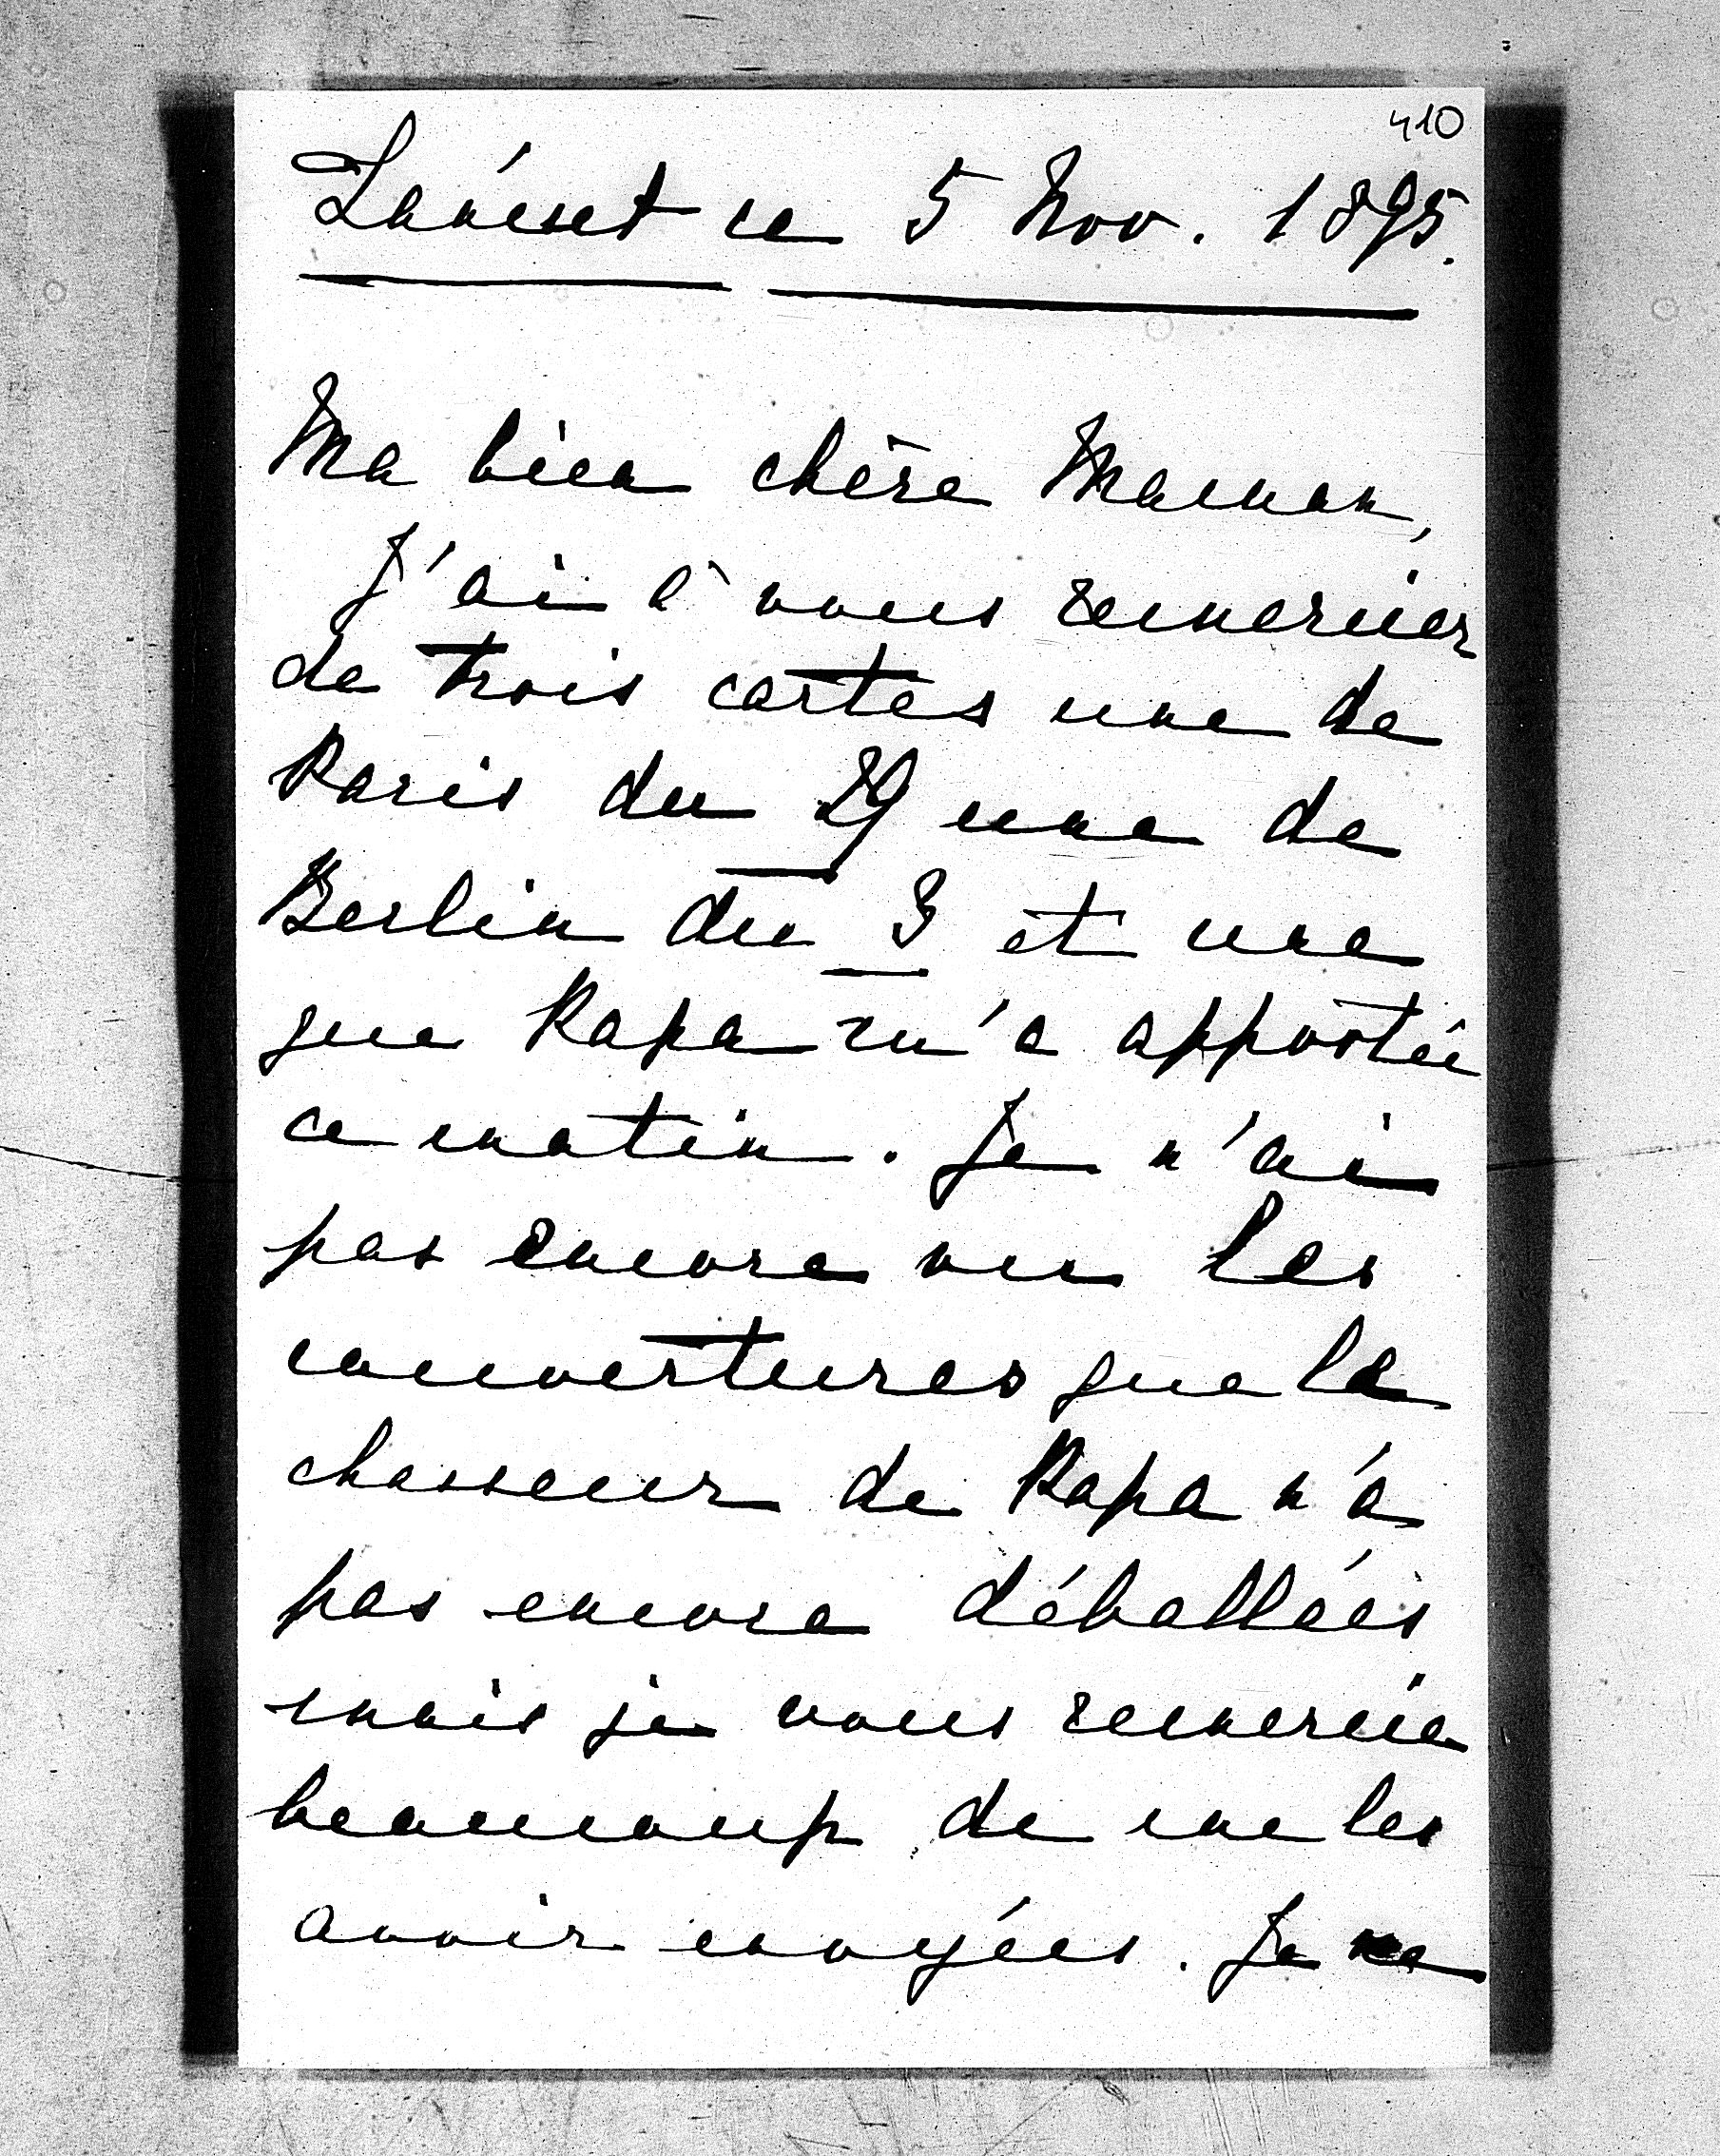 410
Łańcut ce 5 Nov. 1895.
Ma bien chère Maman,
J'ai à vous remercier
de trois cartes une de
Paris du 29 une de
Berlin du 3 et une
que Papa m'a apportée
ce matin. Je n'ai
pas encore vu les
couvertures que le
chasseur de Papa n'a
pas encore déballées
mais je vous remercie
beaucoup de me les
avoir envoyées. Je me